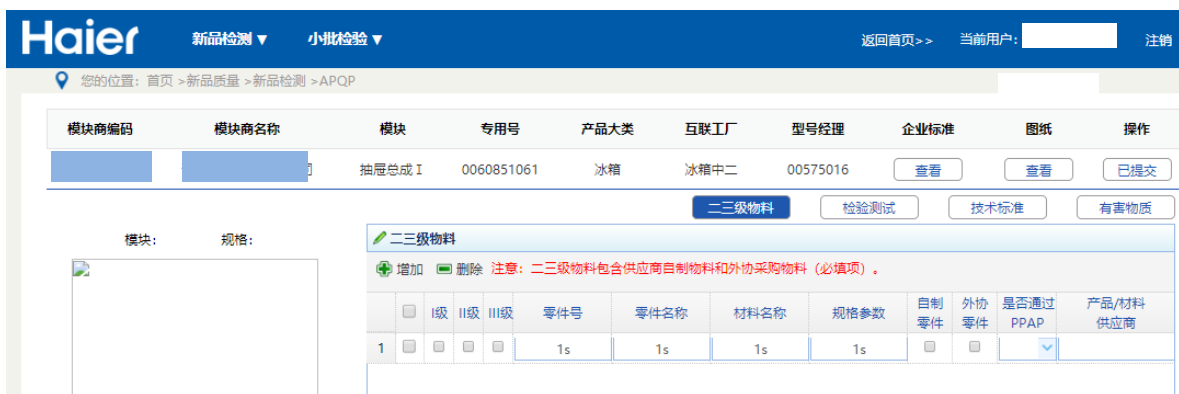 Haier 新品检测 ▼ 小批检验 ▼ 返回首页>> 当前用户: 注销
您的位置: 首页 >新品质量 >新品检测 >APQP
模块商编码 模块商名称 模块 专用号 产品大类 互联工厂 型号经理 企业标准 图纸 操作
抽屉总成 I 0060851061 冰箱 冰箱中二 00575016 查看 查看 已提交
二三级物料 检验测试 技术标准 有害物质
模块: 规格:
二三级物料
增加 删除 注意: 二三级物料包含供应商自制物料和外协采购物料 (必填项) 。
I级 II级 III级 零件号 零件名称 材料名称 规格参数 自制零件 外协零件 是否通过PPAP 产品/材料供应商
1 1s 1s 1s 1s